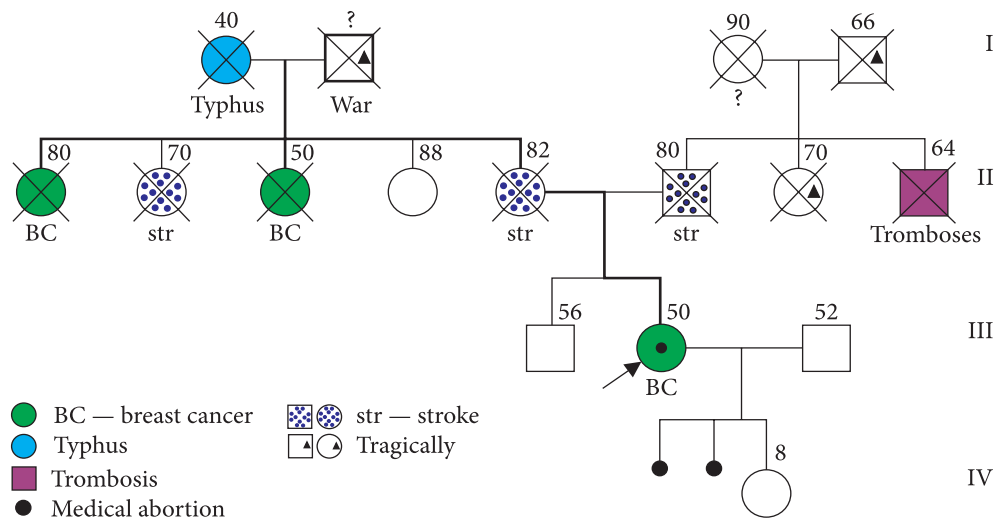 40 ? 90 66 I
Typhus War ?
80 70 50 88 82 80 70 64 II
BC str BC str str Tromboses
56 50 52 III
BC
BC — breast cancer str — stroke
Typhus Tragically
Trombosis
Medical abortion
8 IV